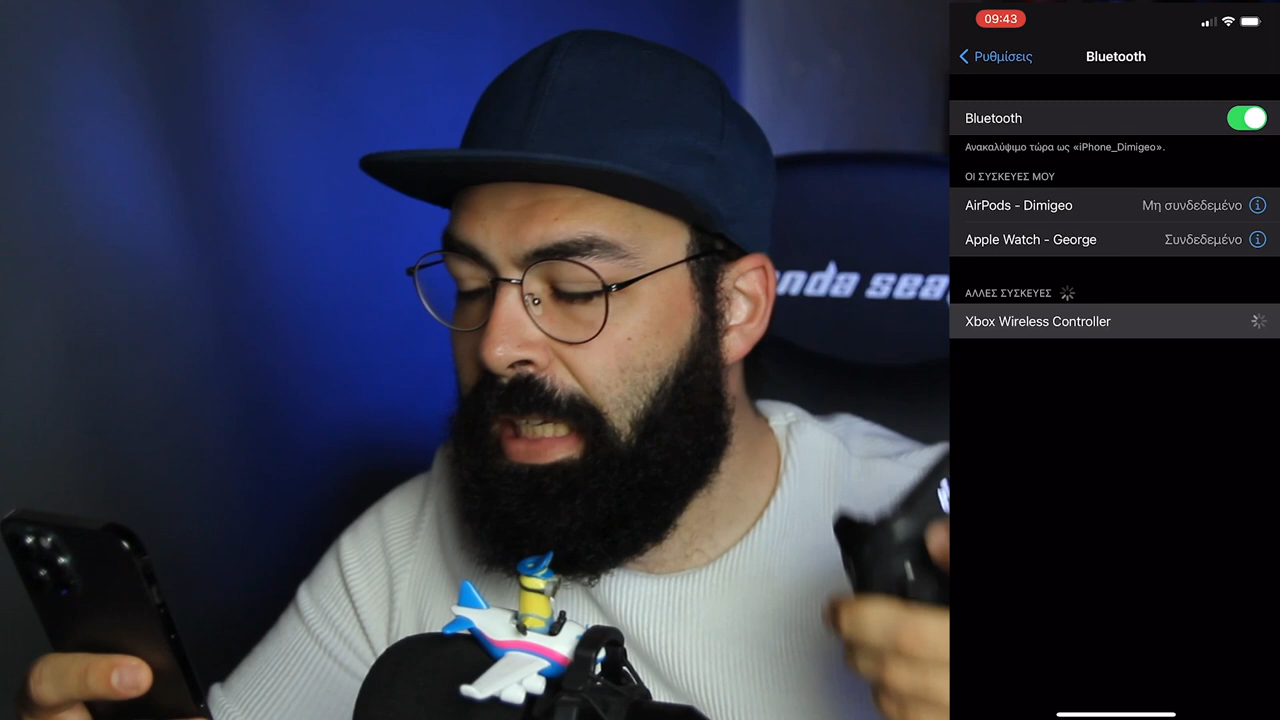 09:43
Ρυθμίσεις
Bluetooth
Bluetooth
Ανακαλύψιμο τώρα ως «iPhone_Dimigeo».
ΟΙ ΣΥΣΚΕΥΕΣ ΜΟΥ
AirPods - Dimigeo Μη συνδεδεμένο
Apple Watch - George Συνδεδεμένο
ΑΛΛΕΣ ΣΥΣΚΕΥΕΣ
Xbox Wireless Controller